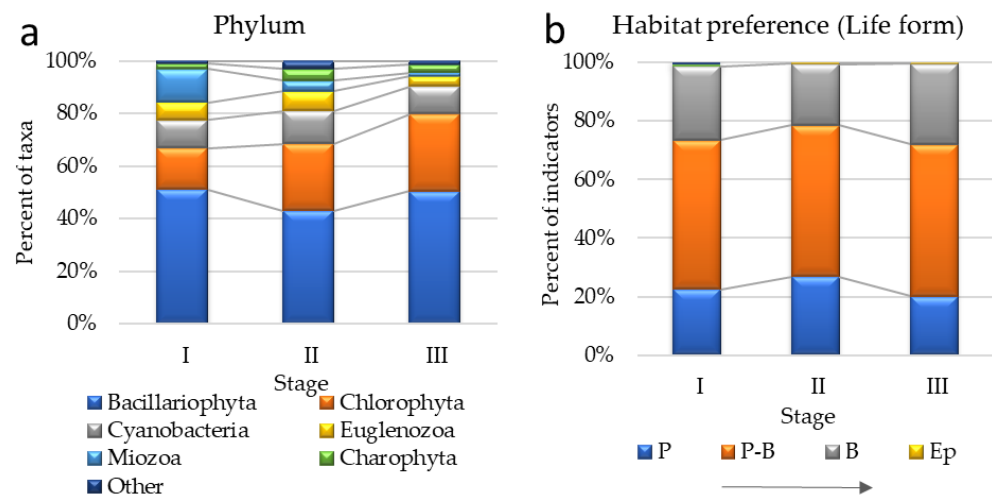 a
Phylum
100%
80%
60%
40%
20%
0%
Percent of taxa
I II III
Stage
Bacillariophyta Chlorophyta
Cyanobacteria Euglenozoa
Miozoa Charophyta
Other
b
Habitat preference (Life form)
100%
80%
60%
40%
20%
0%
Percent of indicators
I II III
Stage
P P-B B Ep